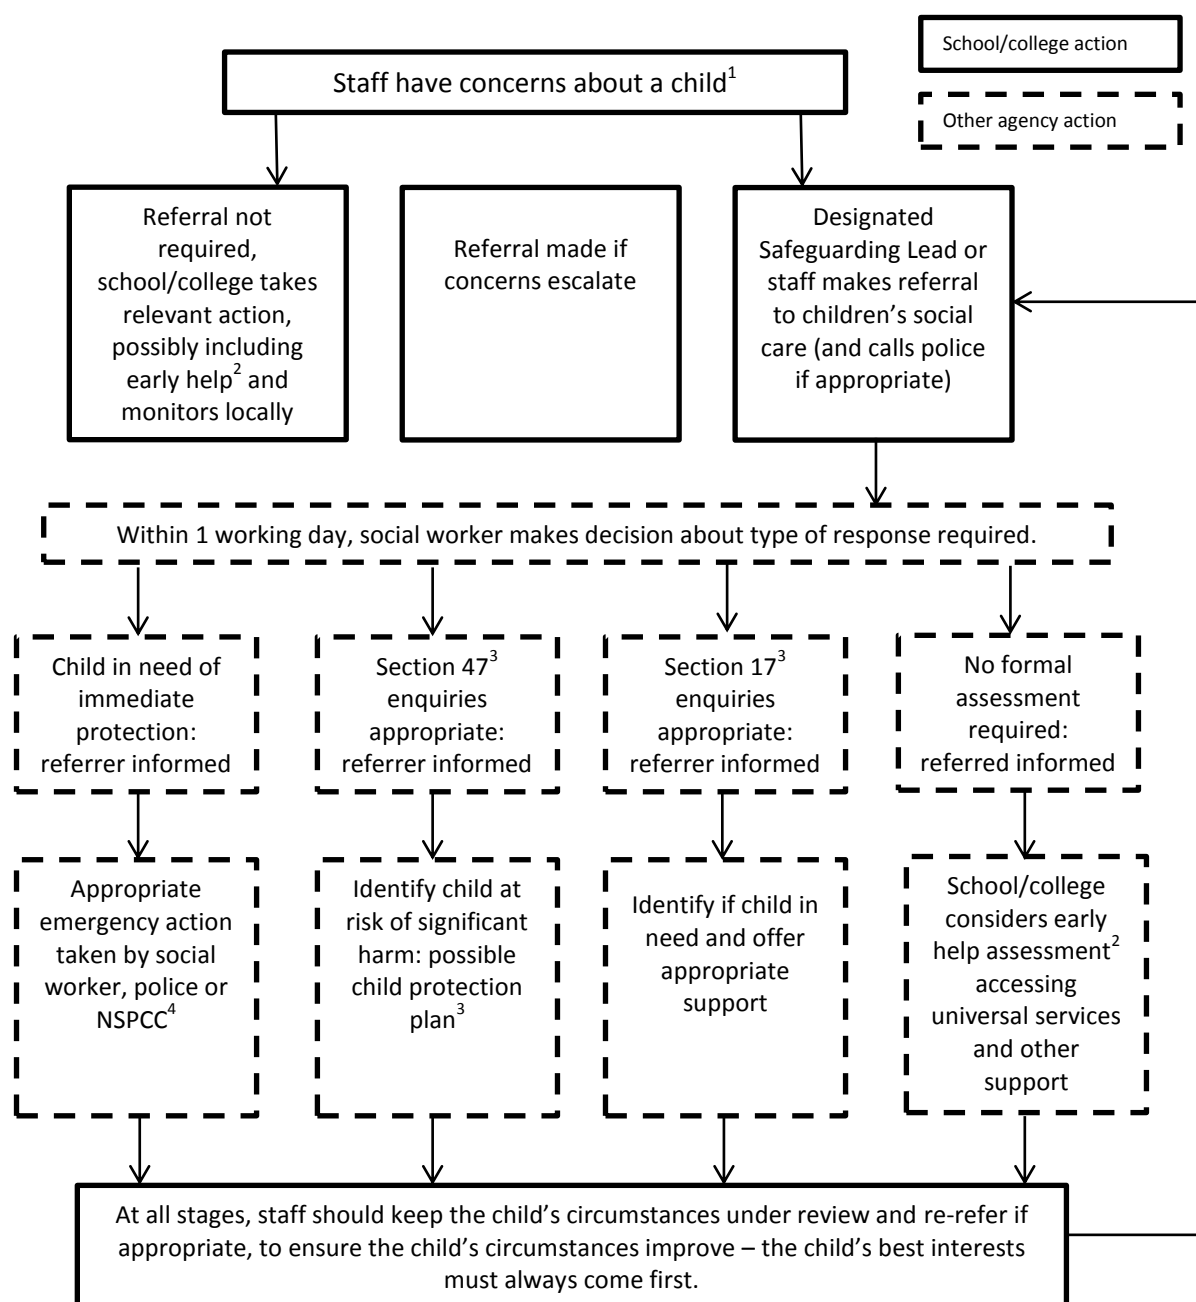 School/college action
Other agency action
Staff have concerns about a child1
Referral not
required,
school/college takes
relevant action,
possibly including
early help2 and
monitors locally
Referral made if
concerns escalate
Designated
Safeguarding Lead or
staff makes referral
to children’s social
care (and calls police
if appropriate)
Within 1 working day, social worker makes decision about type of response required.
Child in need of
immediate
protection:
referrer informed
Section 473
enquiries
appropriate:
referrer informed
Section 173
enquiries
appropriate:
referrer informed
No formal
assessment
required:
referred informed
Appropriate
emergency action
taken by social
worker, police or
NSPCC4
Identify child at
risk of significant
harm: possible
child protection
plan3
Identify if child in
need and offer
appropriate
support
School/college
considers early
help assessment2
accessing
universal services
and other
support
At all stages, staff should keep the child’s circumstances under review and re-refer if
appropriate, to ensure the child’s circumstances improve – the child’s best interests
must always come first.